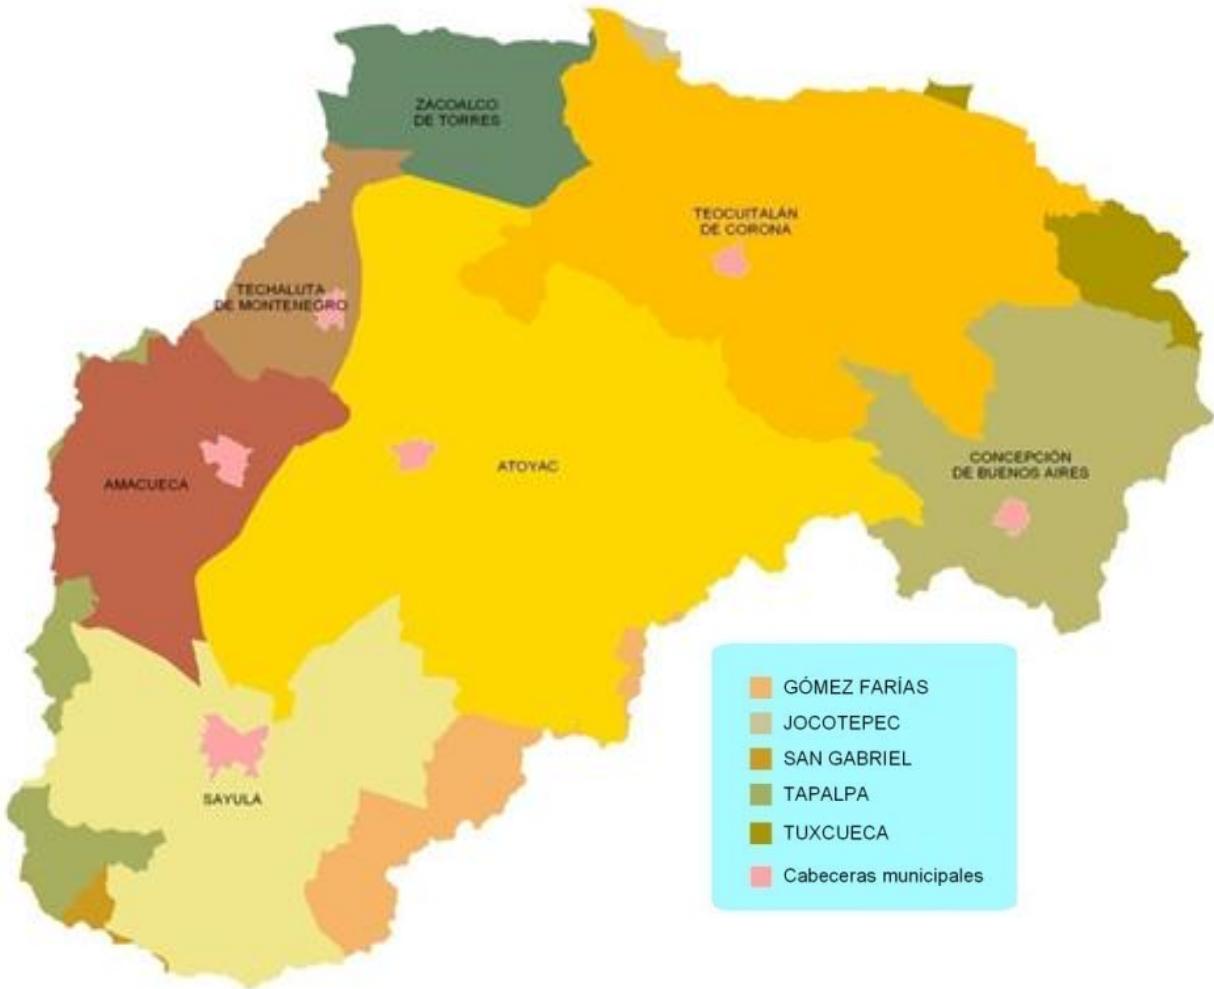 ZACOALCO
DE TORRES
TEOCUITALÁN
DE CORONA
TECHALUTA
DE MONTENEGRO
CONCEPCIÓN
DE BUENOS AIRES
ATOYAC
AMACUECA
SAYULA
GÓMEZ FARÍAS
JOCOTEPEC
SAN GABRIEL
TAPALPA
TUXCUECA
Cabeceras municipales